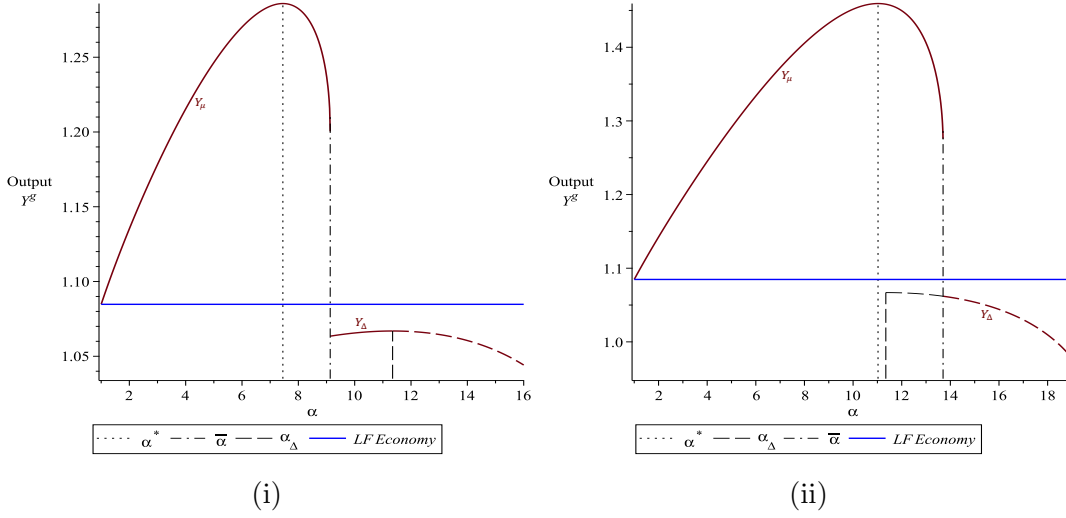 1.25
1.20
1.15
1.10
1.05
Output
Y^g
Y_μ
Y_Δ
2 4 6 8 10 12 14 16
α
α* ᾱ α_Δ LF Economy
(i)
1.4
1.3
1.2
1.1
1.0
Output
Y^g
Y_μ
Y_Δ
2 4 6 8 10 12 14 16 18
α
α* α_Δ ᾱ LF Economy
(ii)